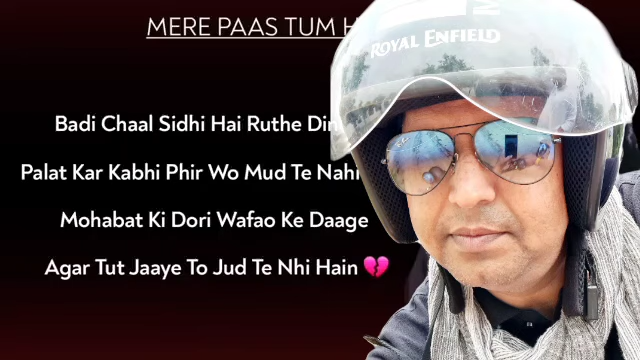 MERE PAAS TUM
Badi Chaal Sidhi Hai Ruthe
Palat Kar Kabhi Phir Wo Mud Te Nahi
Mohabat Ki Dori Wafao Ke Daage
Agar Tut Jaaye To Jud Te Nhi Hain 💔
ROYAL ENFIELD